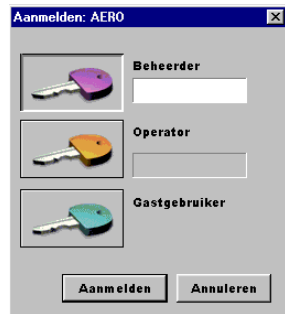 Aanmelden: AERO
Beheerder
Operator
Gastgebruiker
Aanmelden
Annuleren